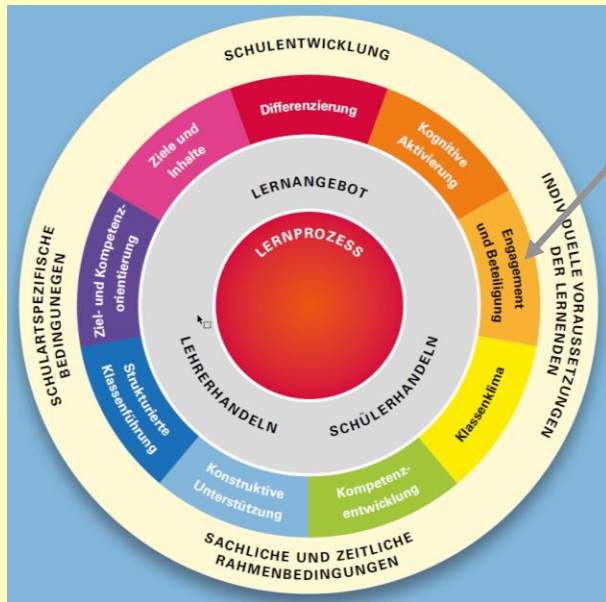 SCHULENTWICKLUNG
Differenzierung
Kognitive
Aktivierung
Engagement
und Beteiligung
Klassenklima
Kompetenz-
entwicklung
Konstruktive
Unterstützung
Strukturierte
Klassenführung
Ziel- und Kompetenz-
orientierung
Ziele und
Inhalte
LERNANGEBOT
LERNPROZESS
LEHRERHANDELN
SCHÜLERHANDELN
INDIVIDUELLE VORAUSSETZUNGEN
DER LERNENDEN
SACHLICHE UND ZEITLICHE
RAHMENBEDINGUNGEN
SCHULARTSPEZIFISCHE
BEDINGUNEGEN